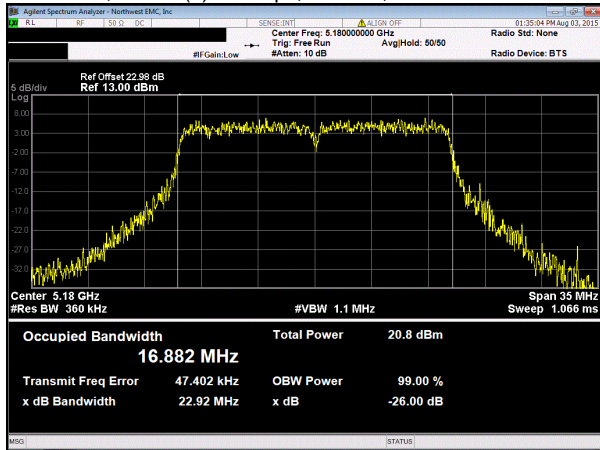 Agilent Spectrum Analyzer - Northwest EMC, Inc
RL RF 50 Ω DC SENSE:INT ALIGN OFF 01:35:04 PM Aug 03, 2015
Center Freq: 5.180000000 GHz Radio Std: None
Trig: Free Run Avg|Hold: 50/50
#IFGain:Low #Atten: 10 dB Radio Device: BTS
Ref Offset 22.98 dB
5 dB/div Ref 13.00 dBm
Log
8.00
3.00
-2.00
-7.00
-12.0
-17.0
-22.0
-27.0
-32.0
Center 5.18 GHz Span 35 MHz
#Res BW 360 kHz #VBW 1.1 MHz Sweep 1.066 ms
Occupied Bandwidth Total Power 20.8 dBm
16.882 MHz
Transmit Freq Error 47.402 kHz OBW Power 99.00 %
x dB Bandwidth 22.92 MHz x dB -26.00 dB
MSG STATUS